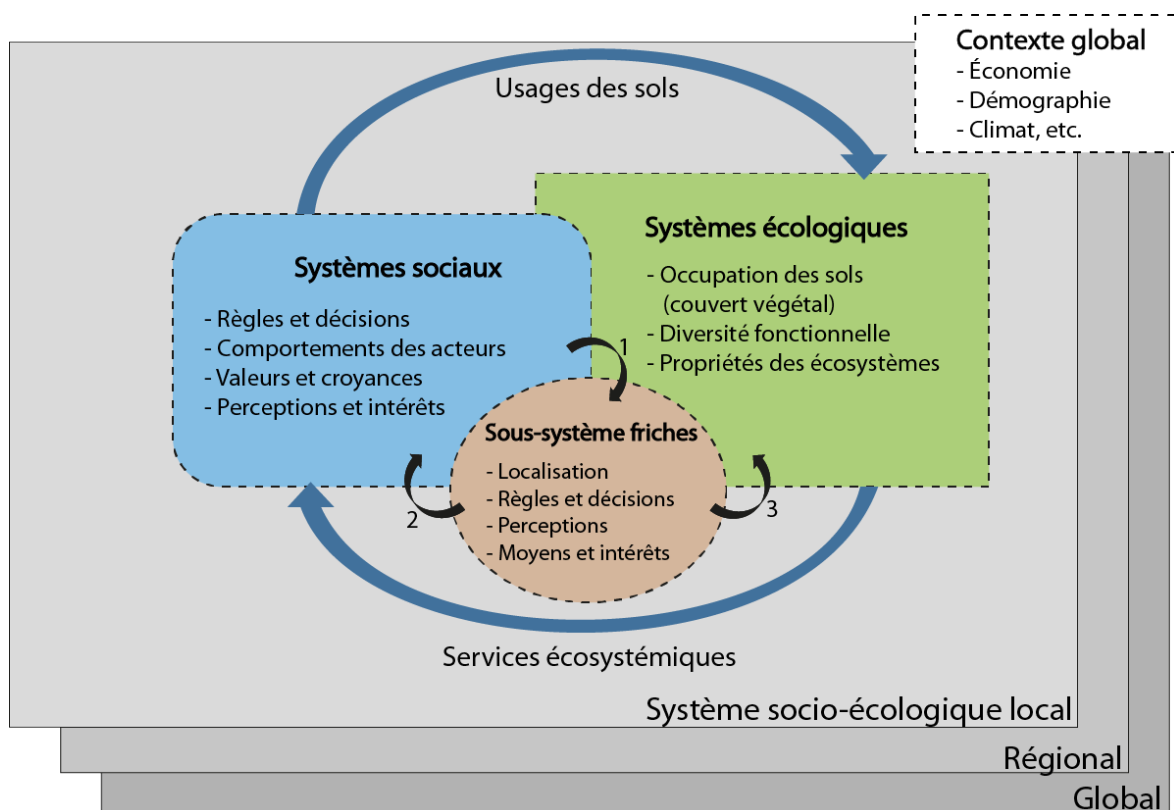 Contexte global
- Économie
- Démographie
- Climat, etc.
Usages des sols
Systèmes sociaux
- Règles et décisions
- Comportements des acteurs
- Valeurs et croyances
- Perceptions et intérêts
Systèmes écologiques
- Occupation des sols
(couvert végétal)
- Diversité fonctionnelle
- Propriétés des écosystèmes
1
Sous-système friches
- Localisation
- Règles et décisions
- Perceptions
- Moyens et intérêts
2
3
Services écosystémiques
Système socio-écologique local
Régional
Global